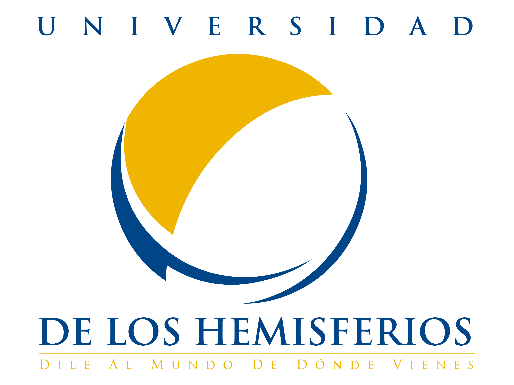 UNIVERSIDAD
DE LOS HEMISFERIOS
DILE AL MUNDO DE DÓNDE VIENES